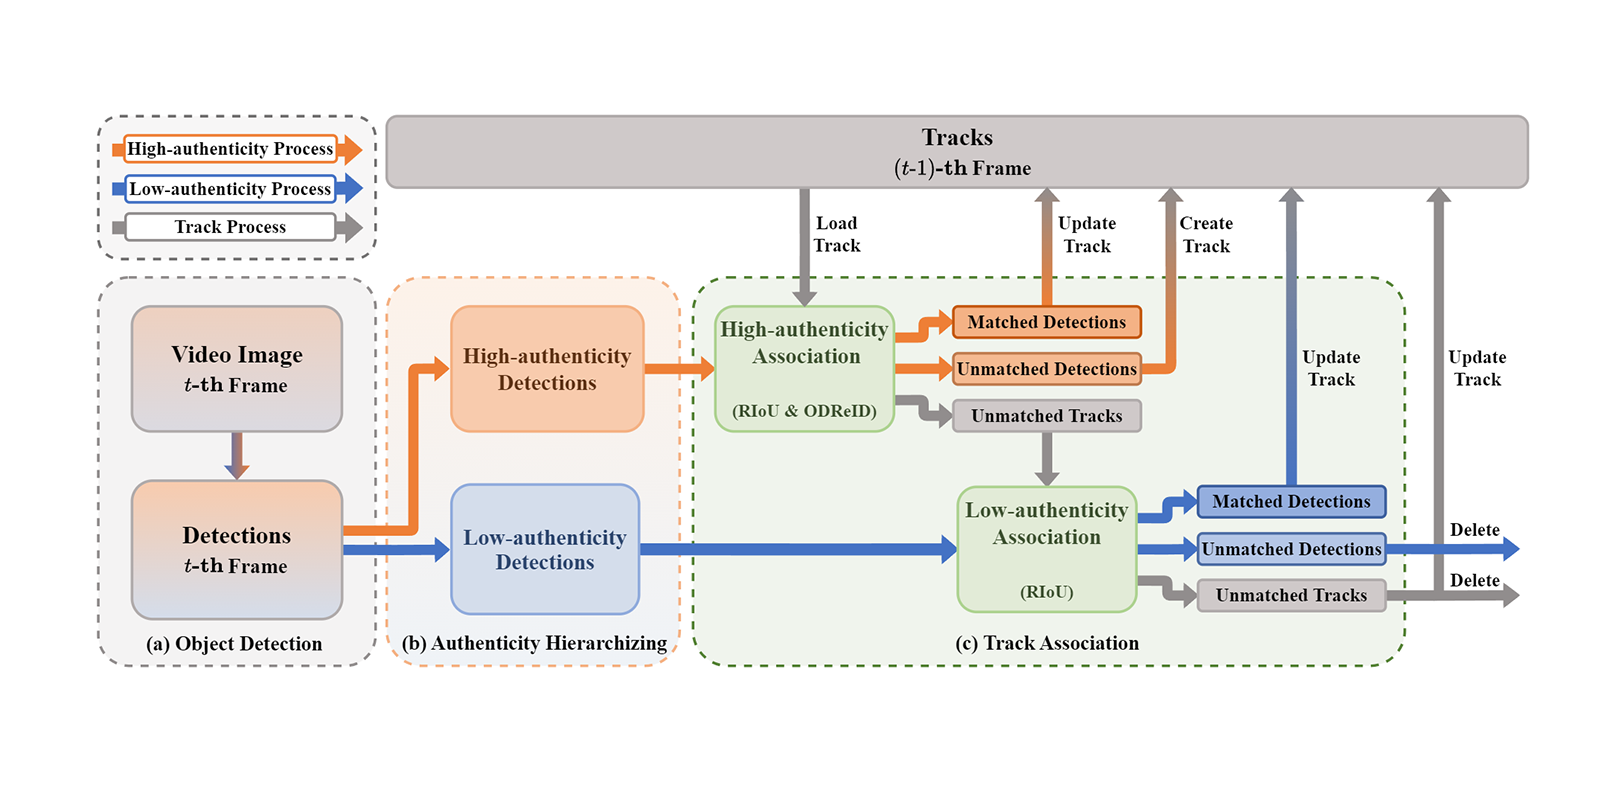 High-authenticity Process
Low-authenticity Process
Track Process
Tracks
(t-1)-th Frame
Load
Track
Update
Track
Create
Track
Update
Track
Update
Track
Video Image
t-th Frame
Detections
t-th Frame
(a) Object Detection
High-authenticity
Detections
Low-authenticity
Detections
(b) Authenticity Hierarchizing
High-authenticity
Association
(RIoU & ODReID)
Matched Detections
Unmatched Detections
Unmatched Tracks
Low-authenticity
Association
(RIoU)
Matched Detections
Unmatched Detections
Unmatched Tracks
Delete
Delete
(c) Track Association